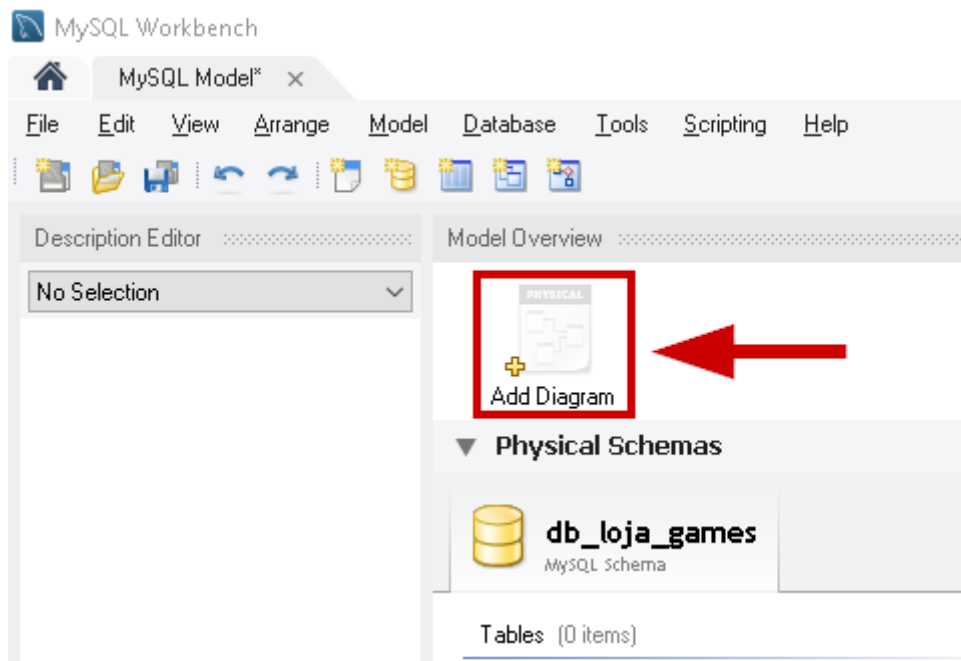 MySQL Workbench
MySQL Model*
File Edit View Arrange Model Database Tools Scripting Help
Description Editor
Model Overview
No Selection
PHYSICAL
Add Diagram
Physical Schemas
db_loja_games
MySQL Schema
Tables (0 items)